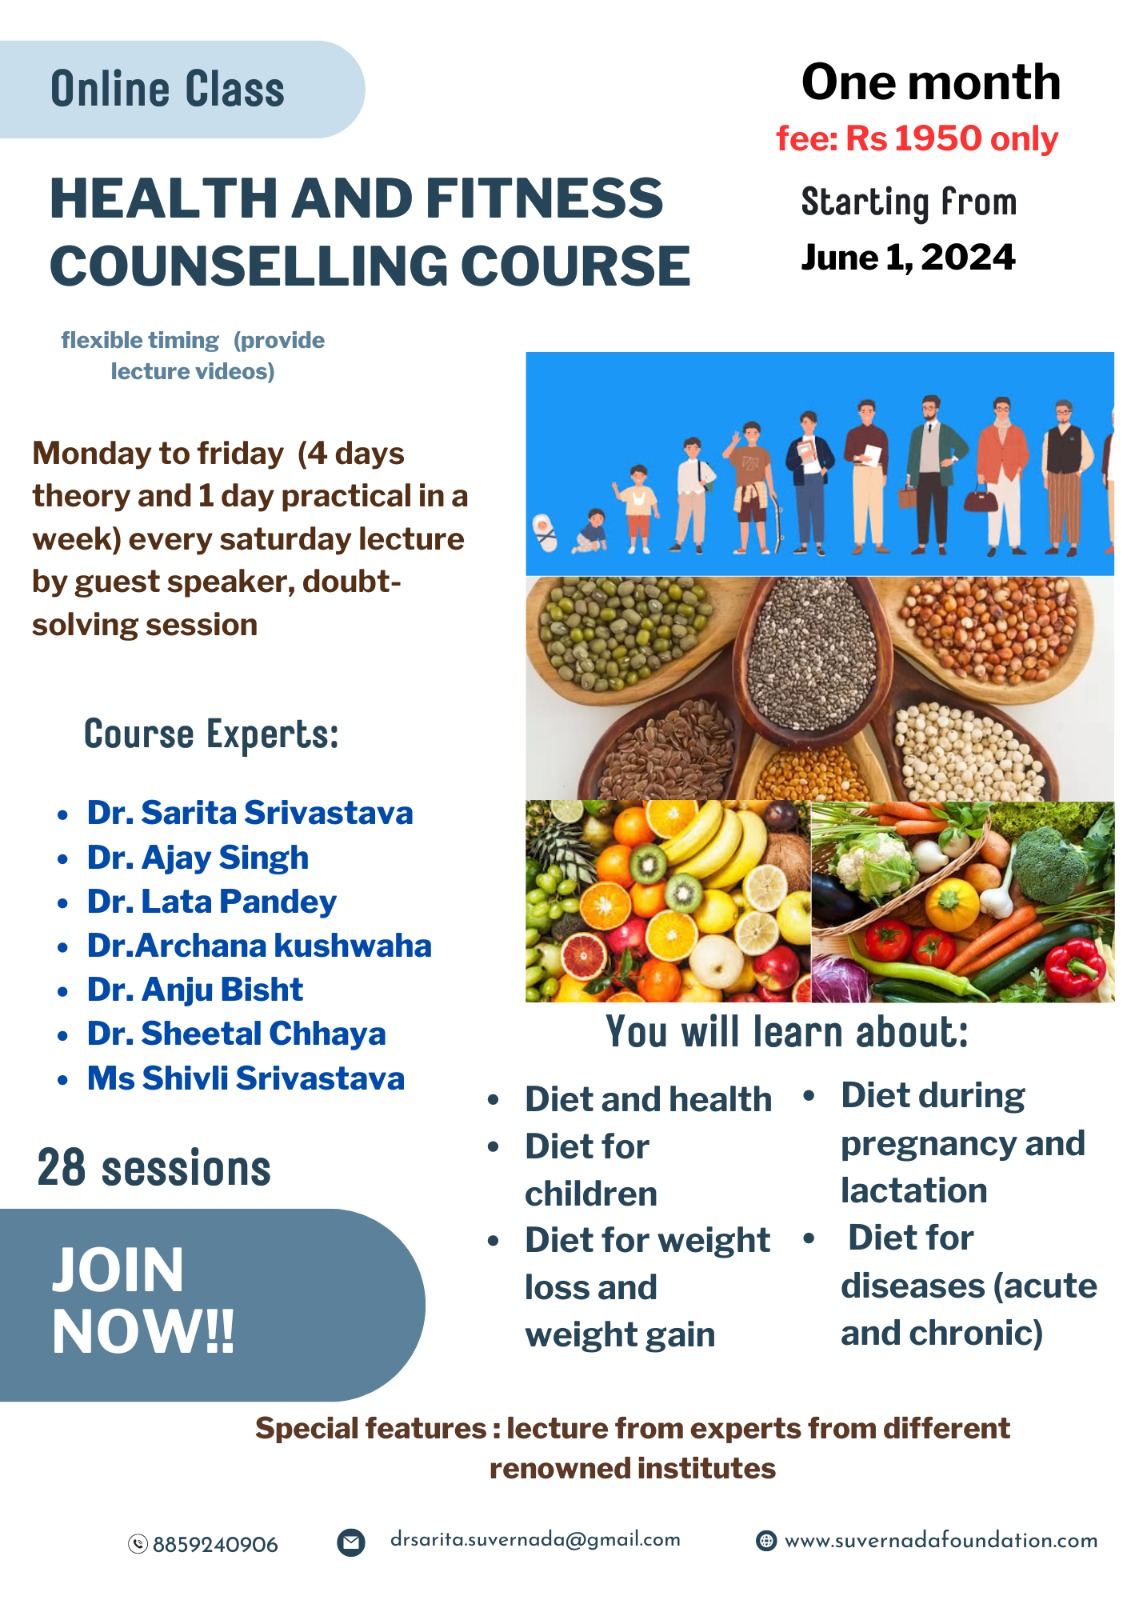 Online Class
One month
fee: Rs 1950 only
HEALTH AND FITNESS
COUNSELLING COURSE
Starting from
June 1, 2024
flexible timing (provide
lecture videos)
Monday to friday (4 days
theory and 1 day practical in a
week) every saturday lecture
by guest speaker, doubt-
solving session
Course Experts:
• Dr. Sarita Srivastava
• Dr. Ajay Singh
• Dr. Lata Pandey
• Dr.Archana kushwaha
• Dr. Anju Bisht
• Dr. Sheetal Chhaya
• Ms Shivli Srivastava
28 sessions
JOIN
NOW!!
You will learn about:
• Diet and health
• Diet for
children
• Diet for weight
loss and
weight gain
• Diet during
pregnancy and
lactation
• Diet for
diseases (acute
and chronic)
Special features : lecture from experts from different
renowned institutes
8859240906
drsarita.suvernada@gmail.com
www.suvernadafoundation.com